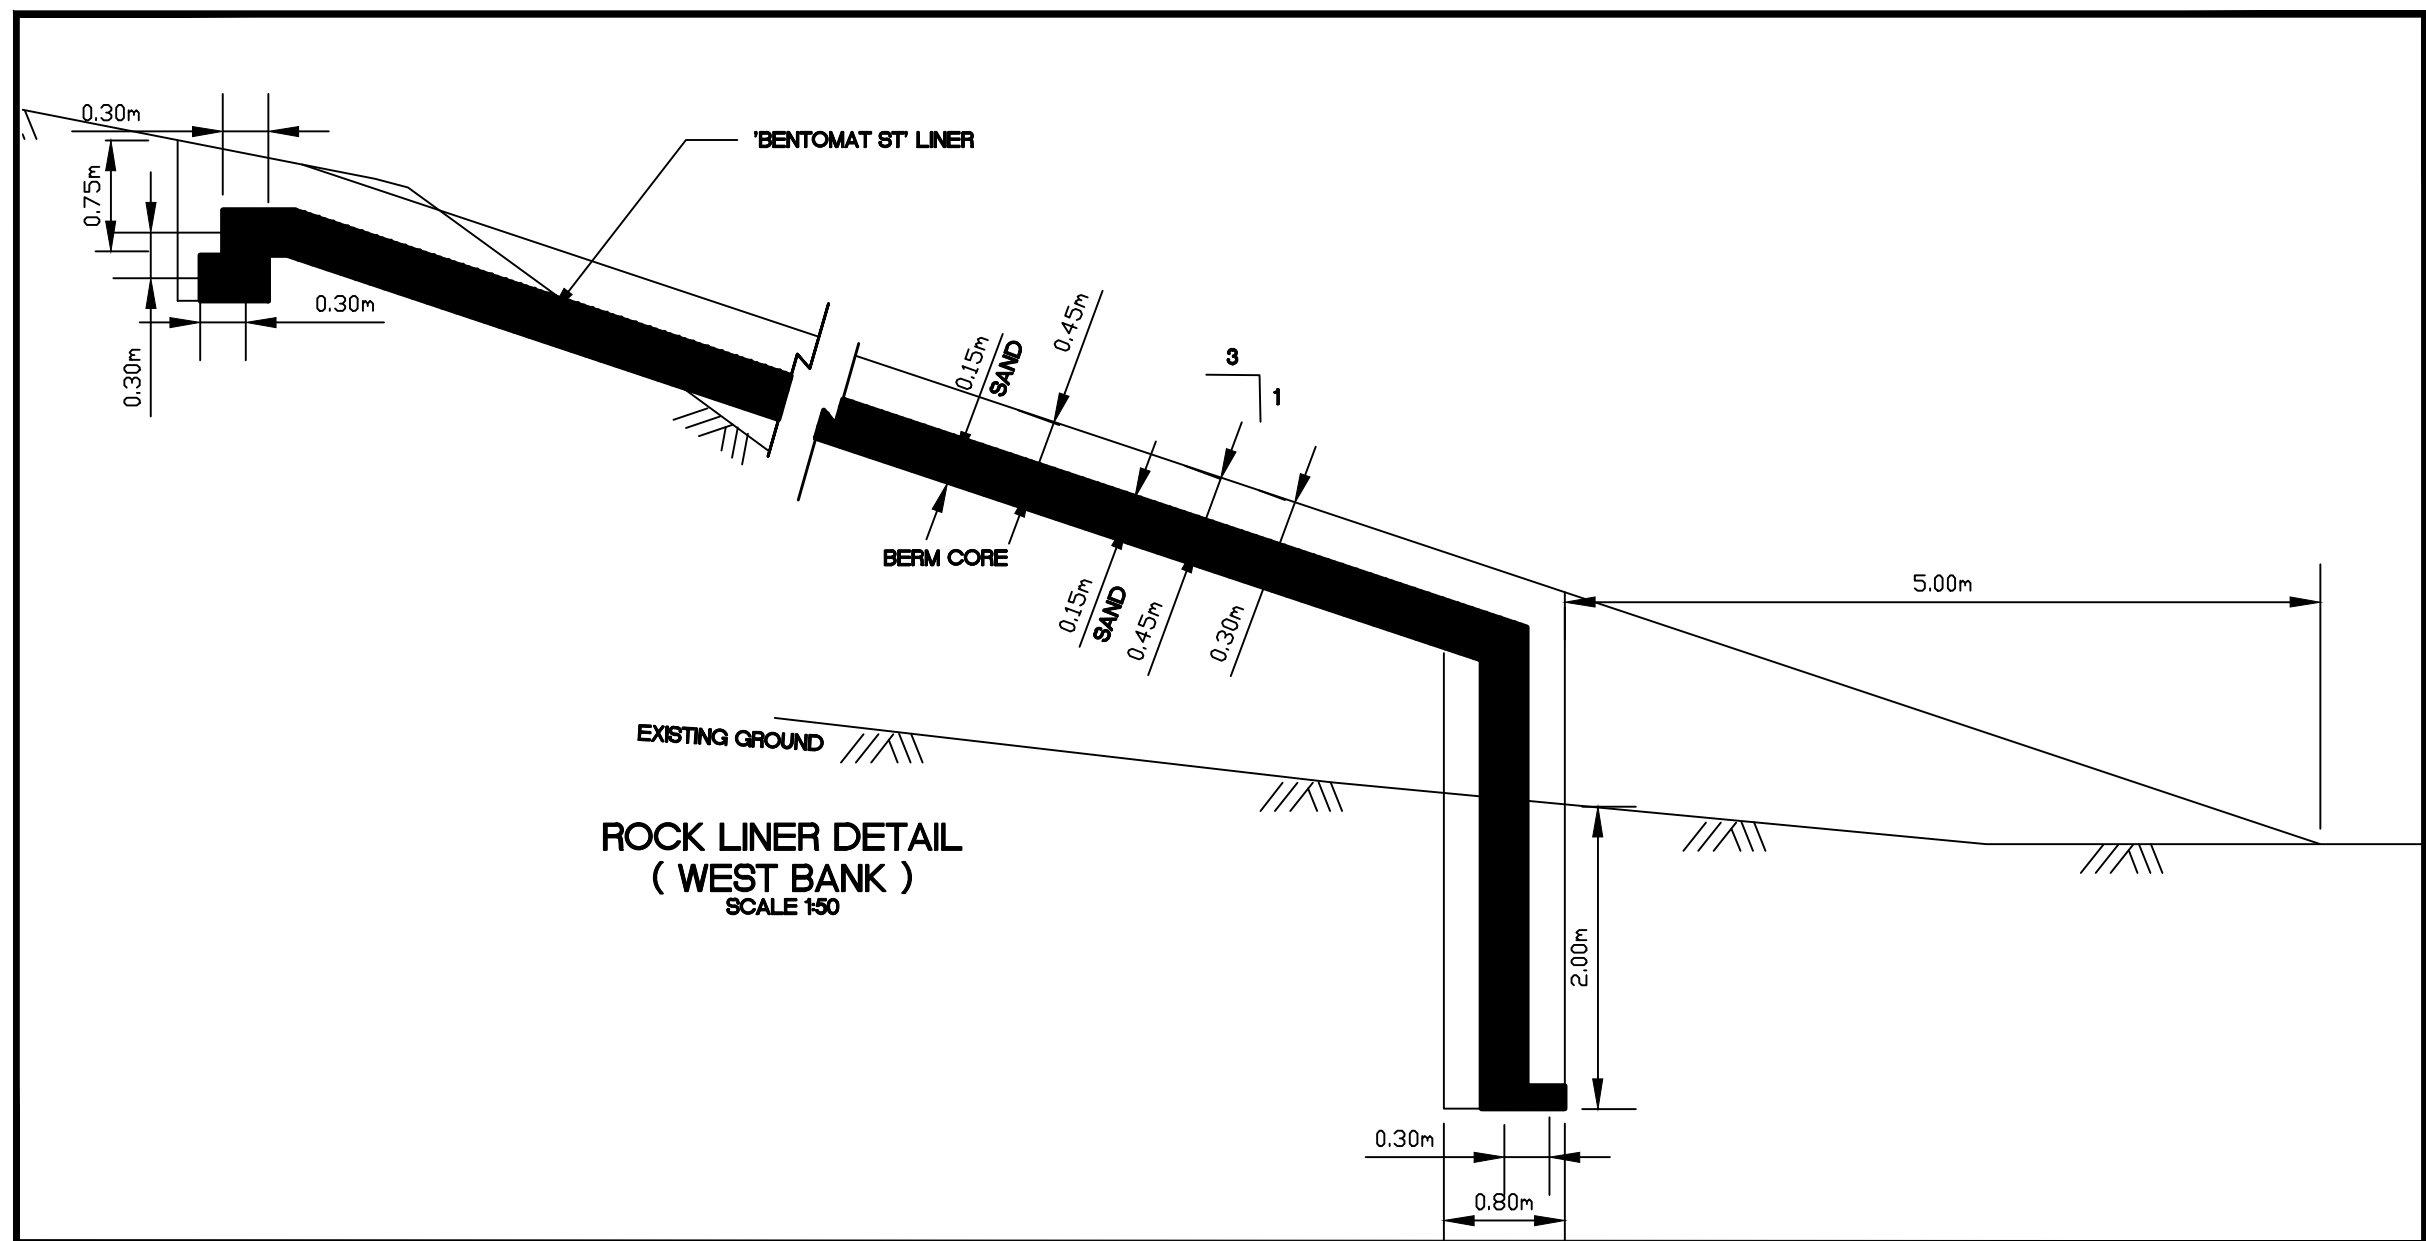 0.30m
'BENTOMAT ST' LINER
0.75m
0.30m
0.30m
0.15m
SAND
0.45m
3
1
BERM CORE
0.15m
SAND
0.45m
0.30m
5.00m
EXISTING GROUND
ROCK LINER DETAIL
( WEST BANK )
SCALE 1:50
2.00m
0.30m
0.80m